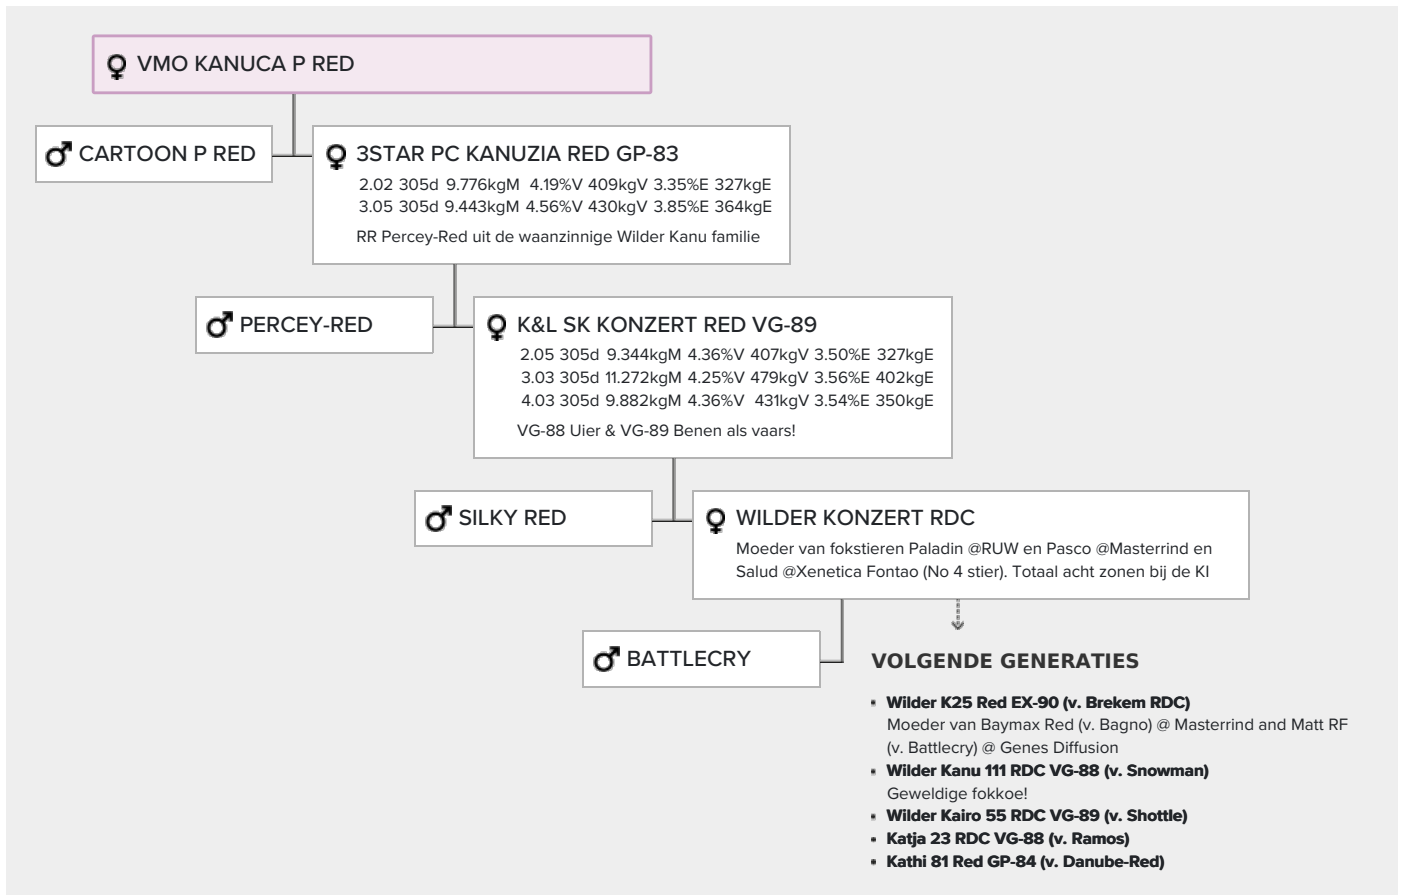 VMO KANUCA P RED
CARTOON P RED
3STAR PC KANUZIA RED GP-83
2.02 305d 9.776kgM 4.19%V 409kgV 3.35%E 327kgE
3.05 305d 9.443kgM 4.56%V 430kgV 3.85%E 364kgE
RR Percey-Red uit de waanzinnige Wilder Kanu familie
PERCEY-RED
K&L SK KONZERT RED VG-89
2.05 305d 9.344kgM 4.36%V 407kgV 3.50%E 327kgE
3.03 305d 11.272kgM 4.25%V 479kgV 3.56%E 402kgE
4.03 305d 9.882kgM 4.36%V 431kgV 3.54%E 350kgE
VG-88 Uier & VG-89 Benen als vaars!
SILKY RED
WILDER KONZERT RDC
Moeder van fokstieren Paladin @RUW en Pasco @Masterrind en
Salud @Xenetica Fontao (No 4 stier). Totaal acht zonen bij de KI
BATTLECRY
VOLGENDE GENERATIES
▪ Wilder K25 Red EX-90 (v. Brekem RDC)
Moeder van Baymax Red (v. Bagno) @ Masterrind and Matt RF
(v. Battlecry) @ Genes Diffusion
▪ Wilder Kanu 111 RDC VG-88 (v. Snowman)
Geweldige fokkoe!
▪ Wilder Kairo 55 RDC VG-89 (v. Shottle)
▪ Katja 23 RDC VG-88 (v. Ramos)
▪ Kathi 81 Red GP-84 (v. Danube-Red)